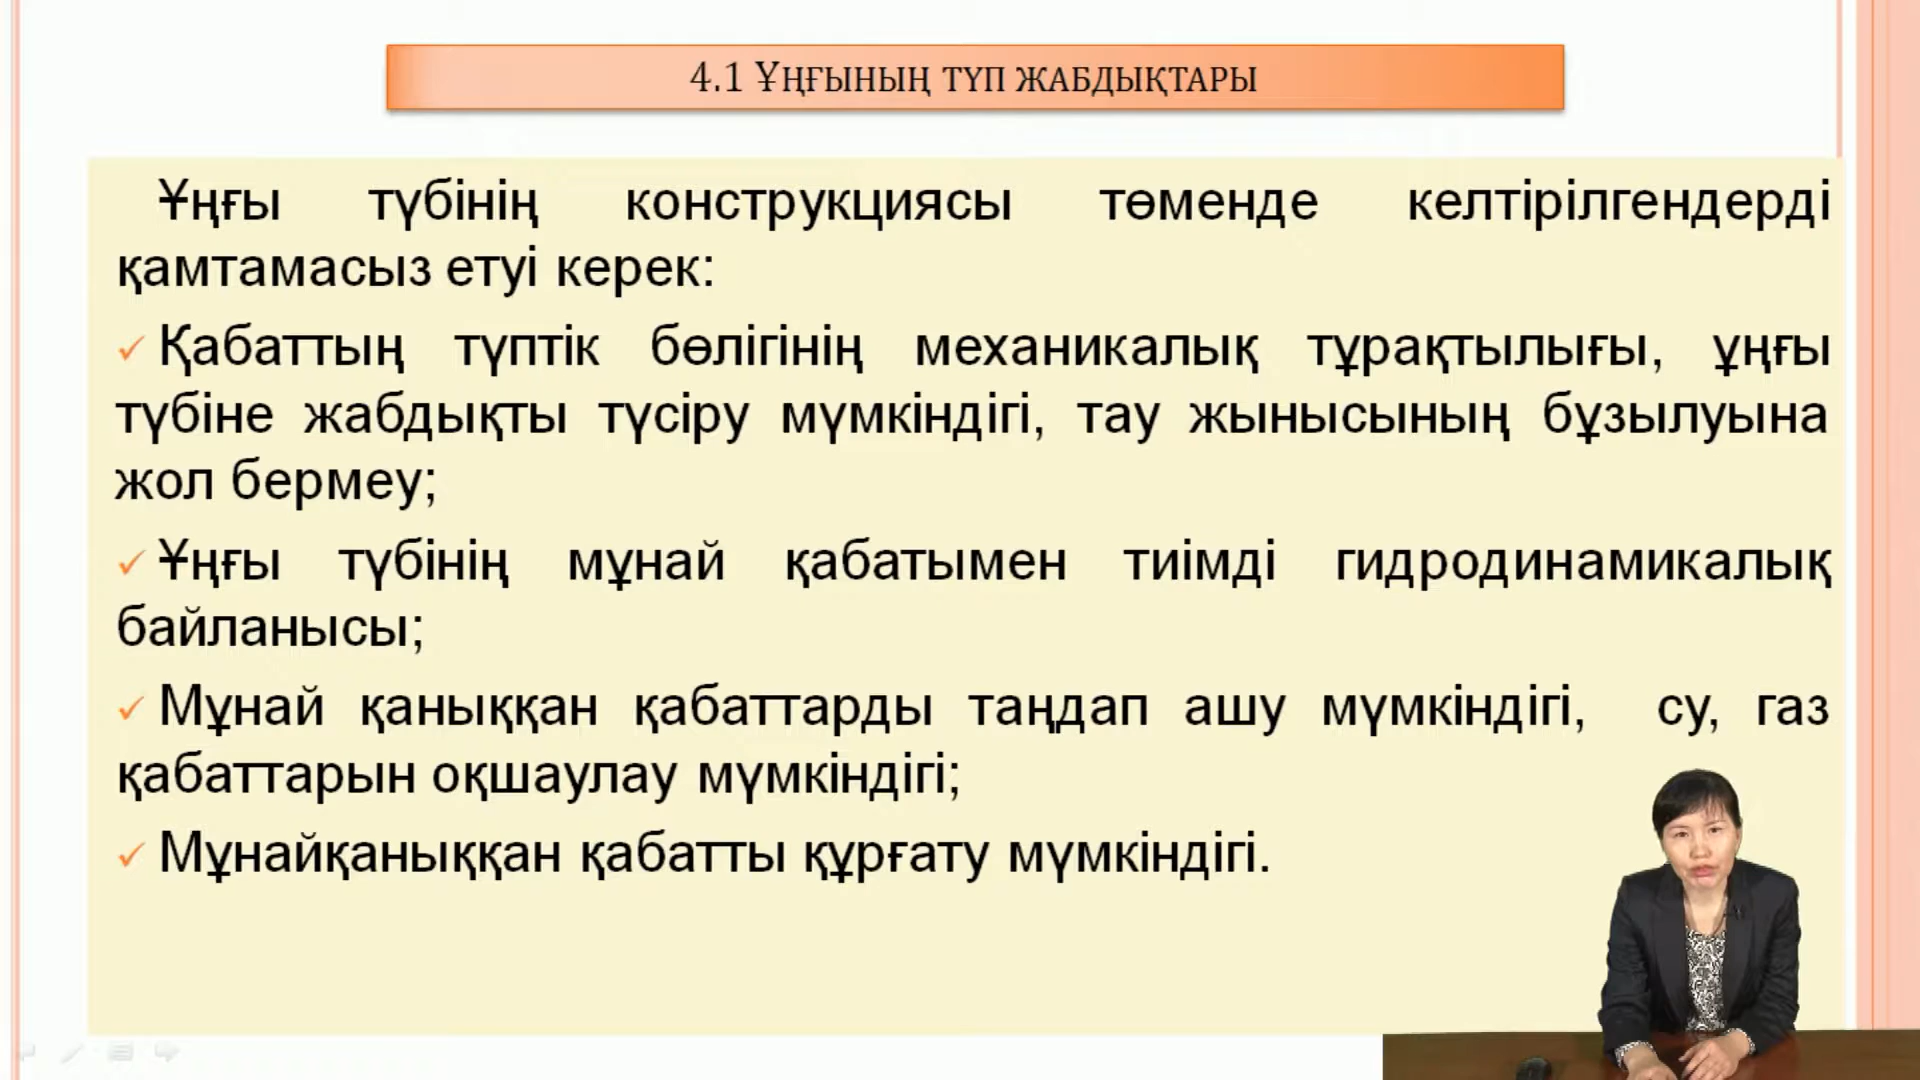 4.1 ҰҢҒЫНЫҢ ТҮП ЖАБДЫҚТАРЫ
Ұңғы түбінің конструкциясы төменде келтірілгендерді
қамтамасыз етуі керек:
✓ Қабаттың түптік бөлігінің механикалық тұрақтылығы, ұңғы
түбіне жабдықты түсіру мүмкіндігі, тау жынысының бұзылуына
жол бермеу;
✓ Ұңғы түбінің мұнай қабатымен тиімді гидродинамикалық
байланысы;
✓ Мұнай қаныққан қабаттарды таңдап ашу мүмкіндігі, су, газ
қабаттарын оқшаулау мүмкіндігі;
✓ Мұнайқаныққан қабатты құрғату мүмкіндігі.